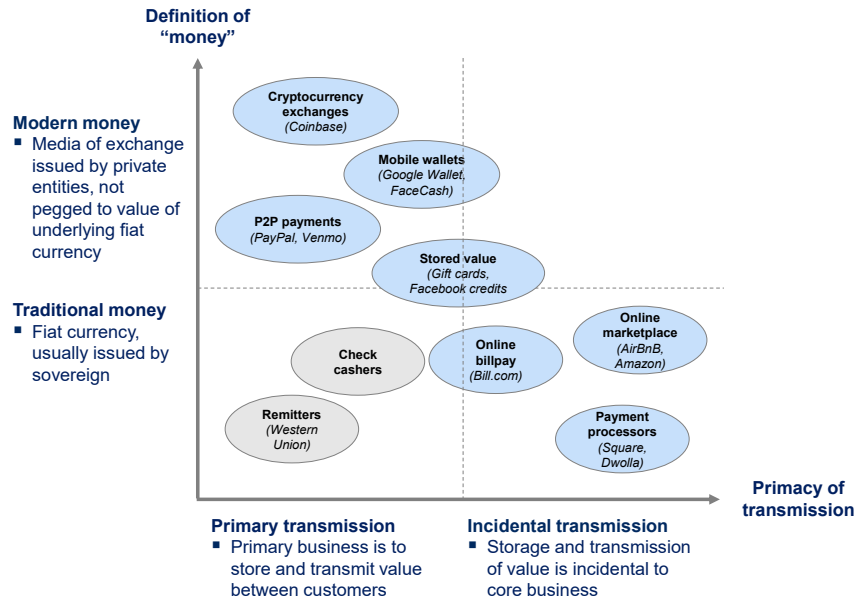 Definition of
“money”
Modern money
▪ Media of exchange
issued by private
entities, not
pegged to value of
underlying fiat
currency
Traditional money
▪ Fiat currency,
usually issued by
sovereign
Cryptocurrency
exchanges
(Coinbase)
Mobile wallets
(Google Wallet,
FaceCash)
P2P payments
(PayPal, Venmo)
Stored value
(Gift cards,
Facebook credits
Online
marketplace
(AirBnB,
Amazon)
Check
cashers
Online
billpay
(Bill.com)
Remitters
(Western
Union)
Payment
processors
(Square,
Dwolla)
Primacy of
transmission
Primary transmission
▪ Primary business is to
store and transmit value
between customers
Incidental transmission
▪ Storage and transmission
of value is incidental to
core business